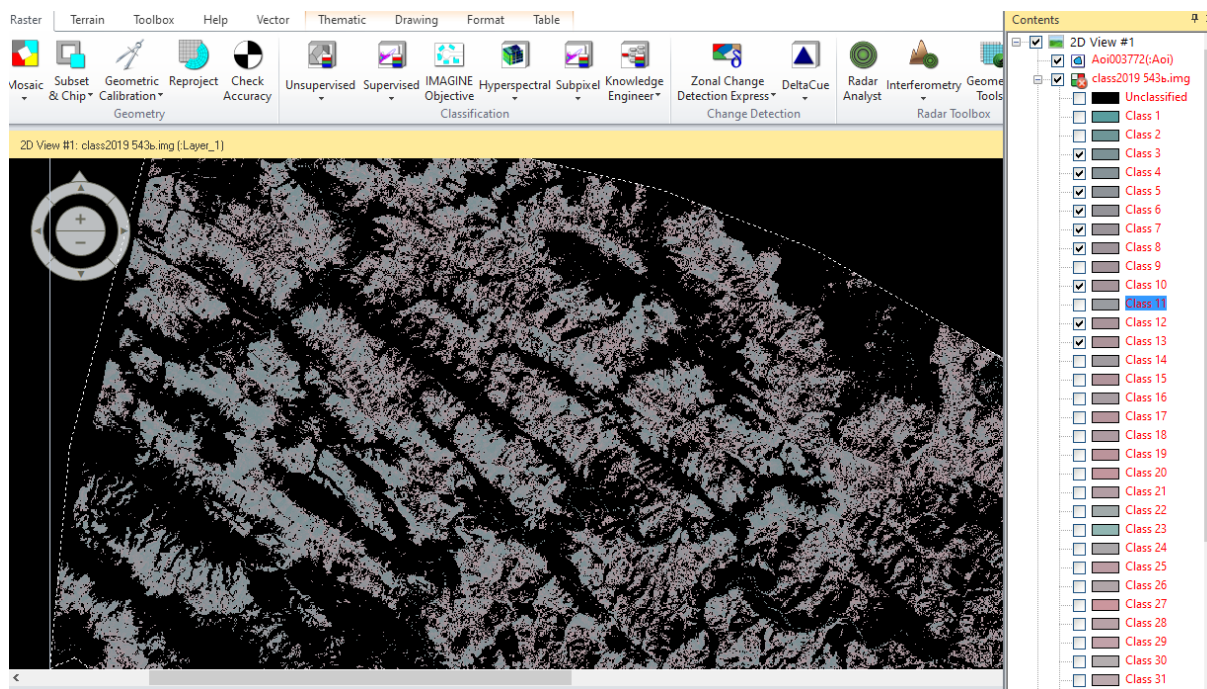 Raster Terrain Toolbox Help Vector Thematic Drawing Format Table
Mosaic Subset & Chip Geometric Calibration Reproject Check Accuracy Unsupervised Supervised IMAGINE Objective Hyperspectral Subpixel Knowledge Engineer Zonal Change Detection Express DeltaCue Radar Analyst Interferometry Geome Tools
Geometry Classification Change Detection Radar Toolbox
2D View #1: class2019 543ь.img (:Layer_1)
Contents
2D View #1
Aoi003772(:Aoi)
class2019 543ь.img
Unclassified
Class 1
Class 2
Class 3
Class 4
Class 5
Class 6
Class 7
Class 8
Class 9
Class 10
Class 11
Class 12
Class 13
Class 14
Class 15
Class 16
Class 17
Class 18
Class 19
Class 20
Class 21
Class 22
Class 23
Class 24
Class 25
Class 26
Class 27
Class 28
Class 29
Class 30
Class 31